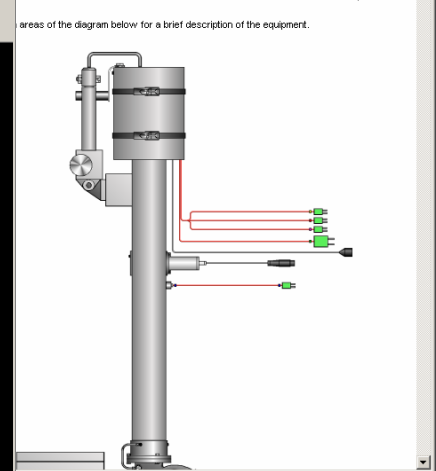 areas of the diagram below for a brief description of the equipment.